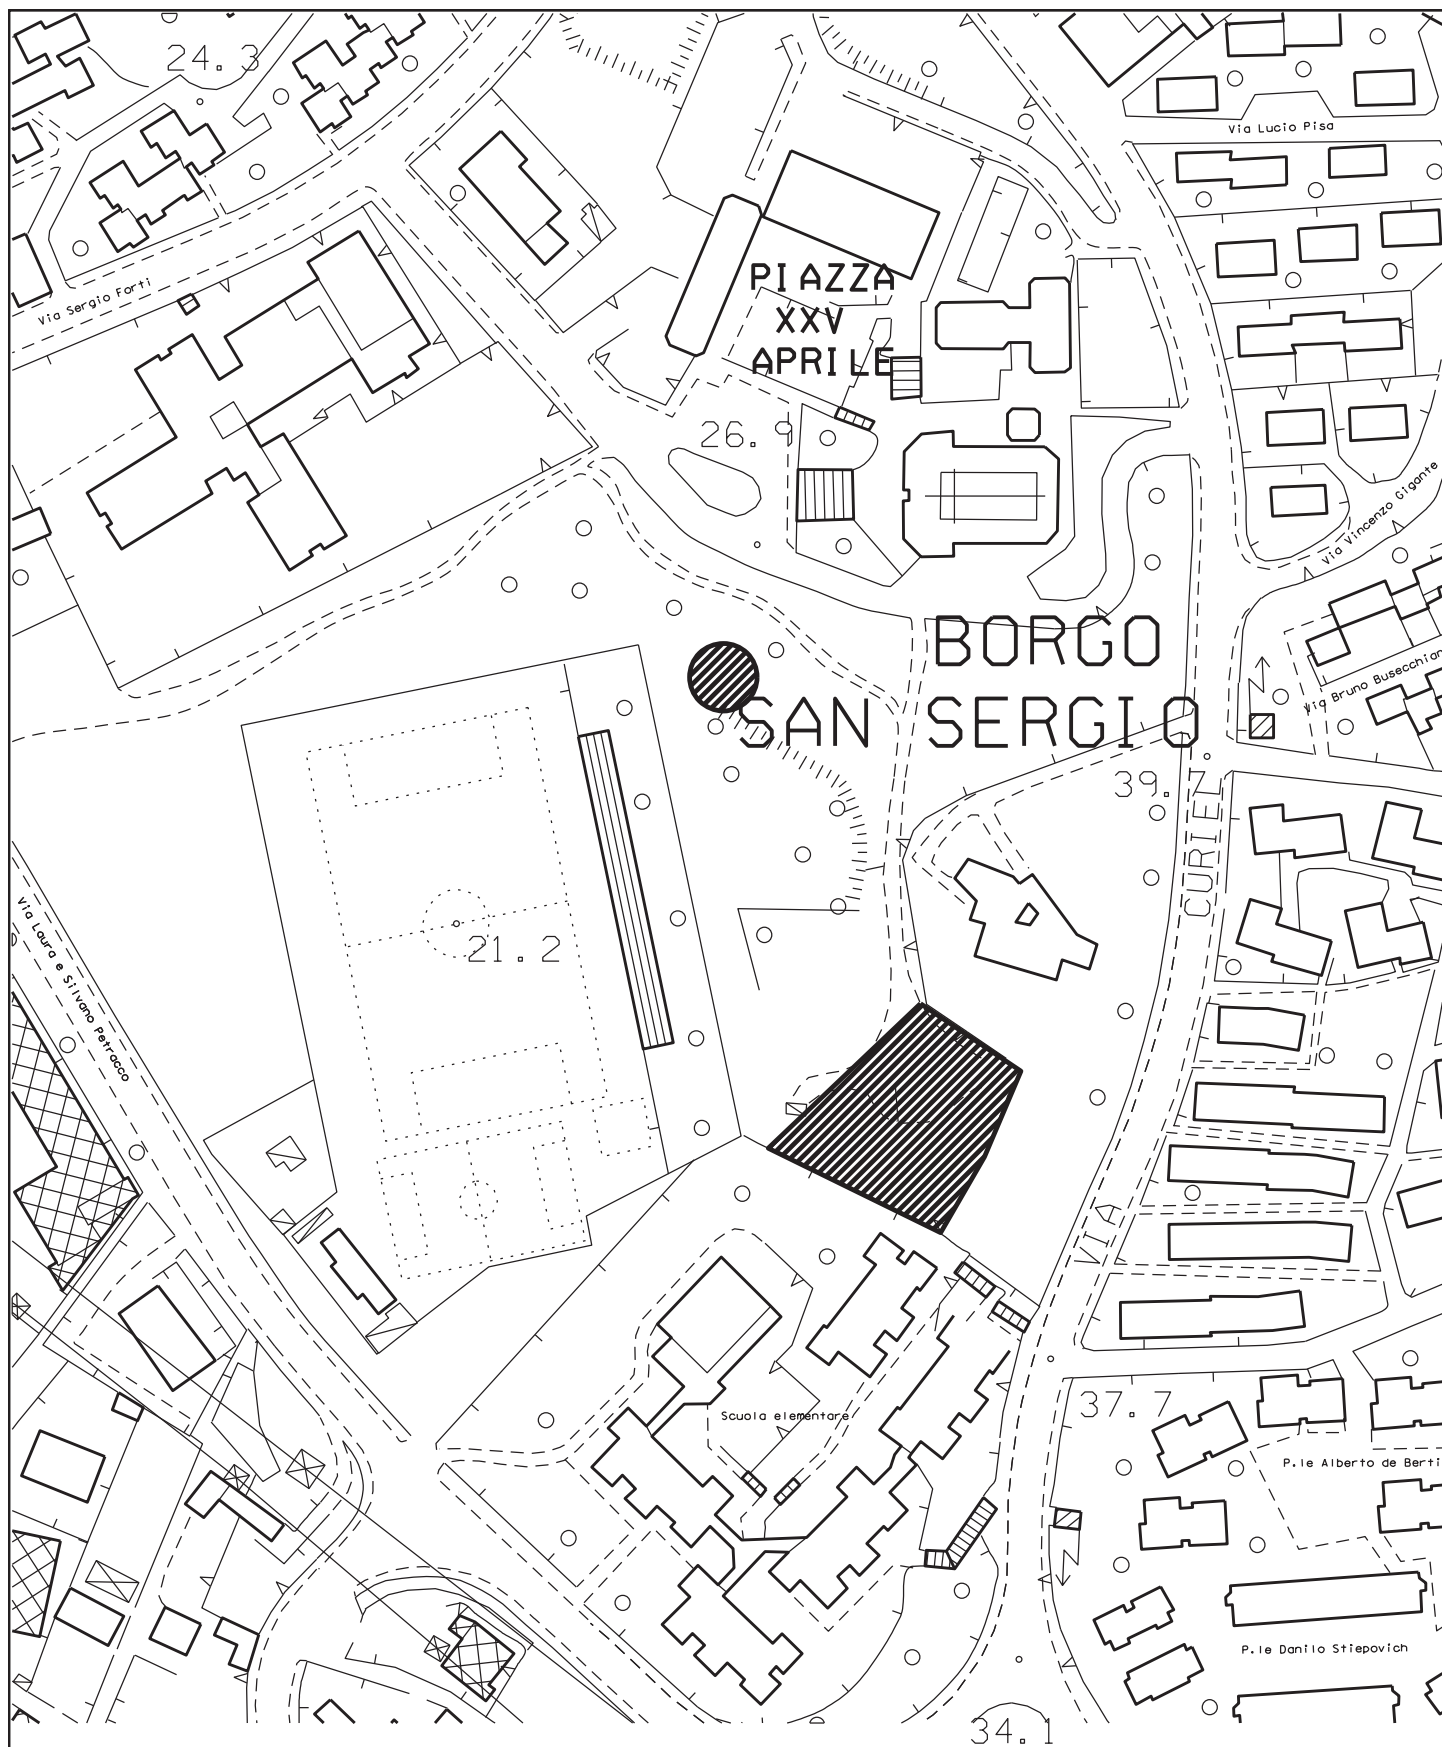 24.3
Via Lucio Pisa
Via Sergio Forti
PIAZZA
XXV
APRILE
26.9
Via Vincenzo Gigante
BORGO
SAN SERGIO
Via Bruno Busecchian
39.7
VIA CURIEL
21.2
Via Laura e Silvano Petracco
37.7
Scuola elementare
P.le Alberto de Berti
P.le Danilo Stiepovich
34.1